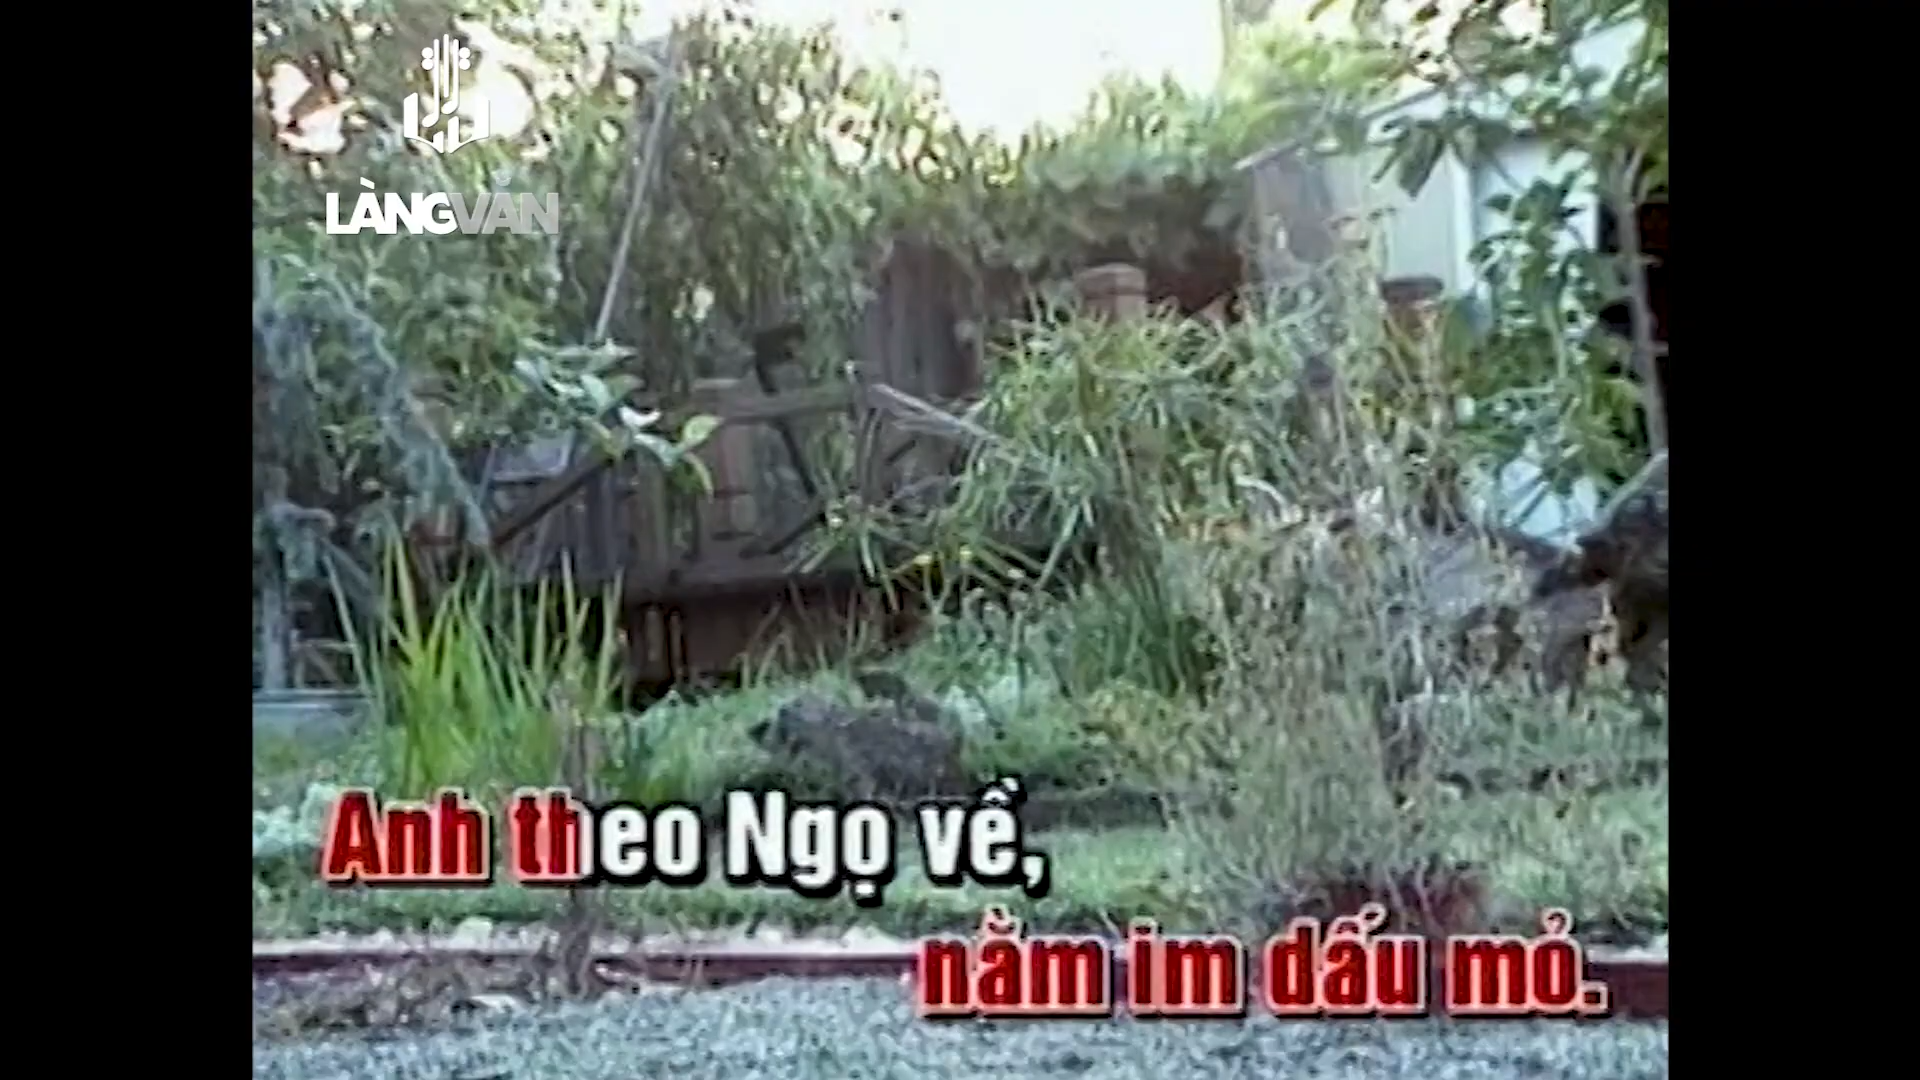 LÀNGVĂN
Anh theo Ngọ về,
nằm im dấu mỏ.